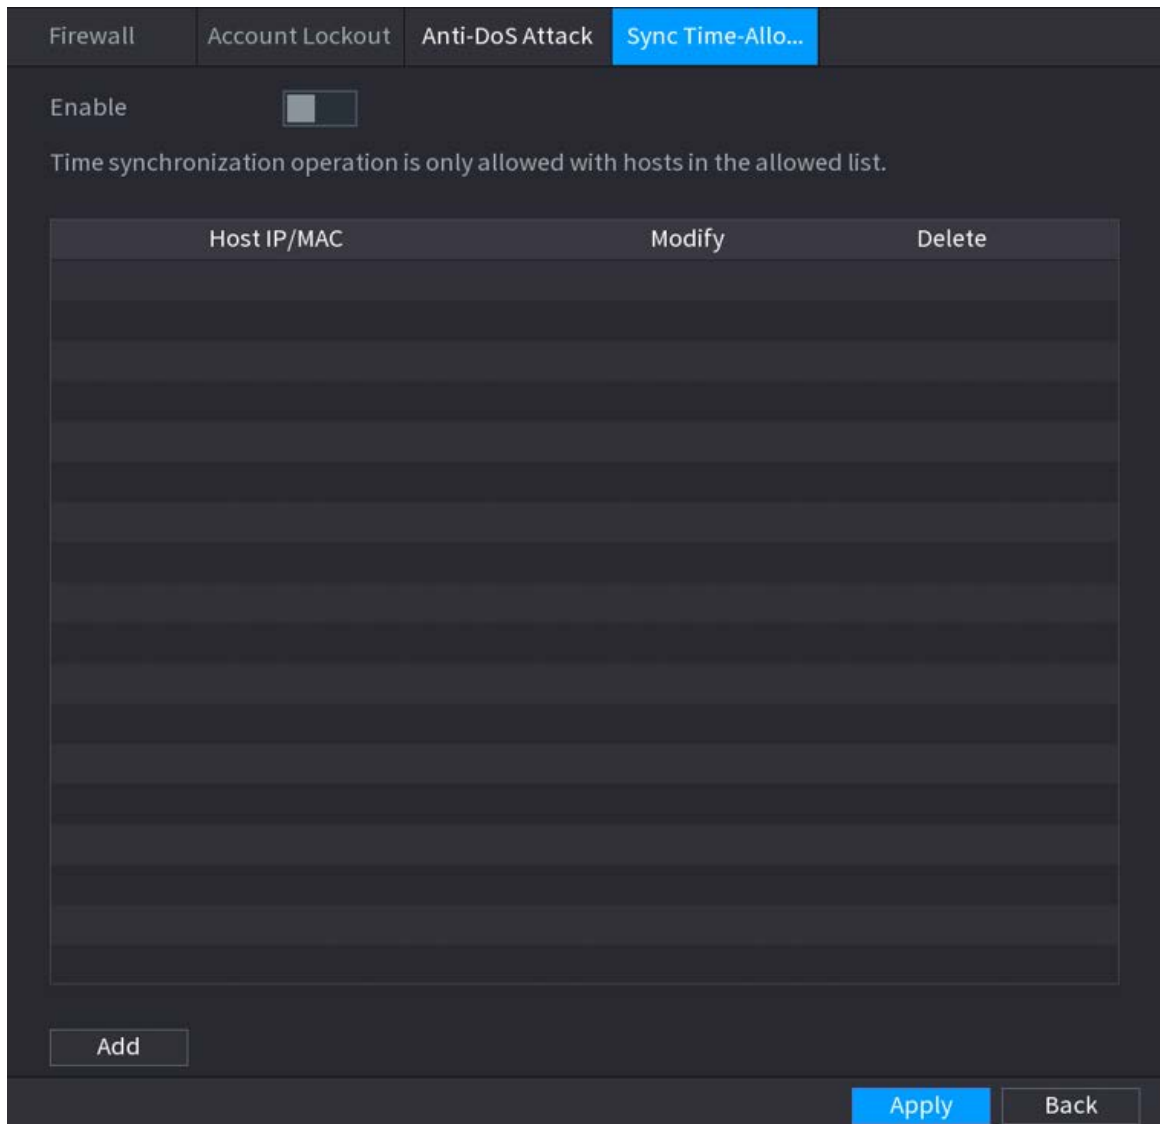 Firewall Account Lockout Anti-DoS Attack Sync Time-Allo...
Enable
Time synchronization operation is only allowed with hosts in the allowed list.
Host IP/MAC Modify Delete
Add
Apply Back